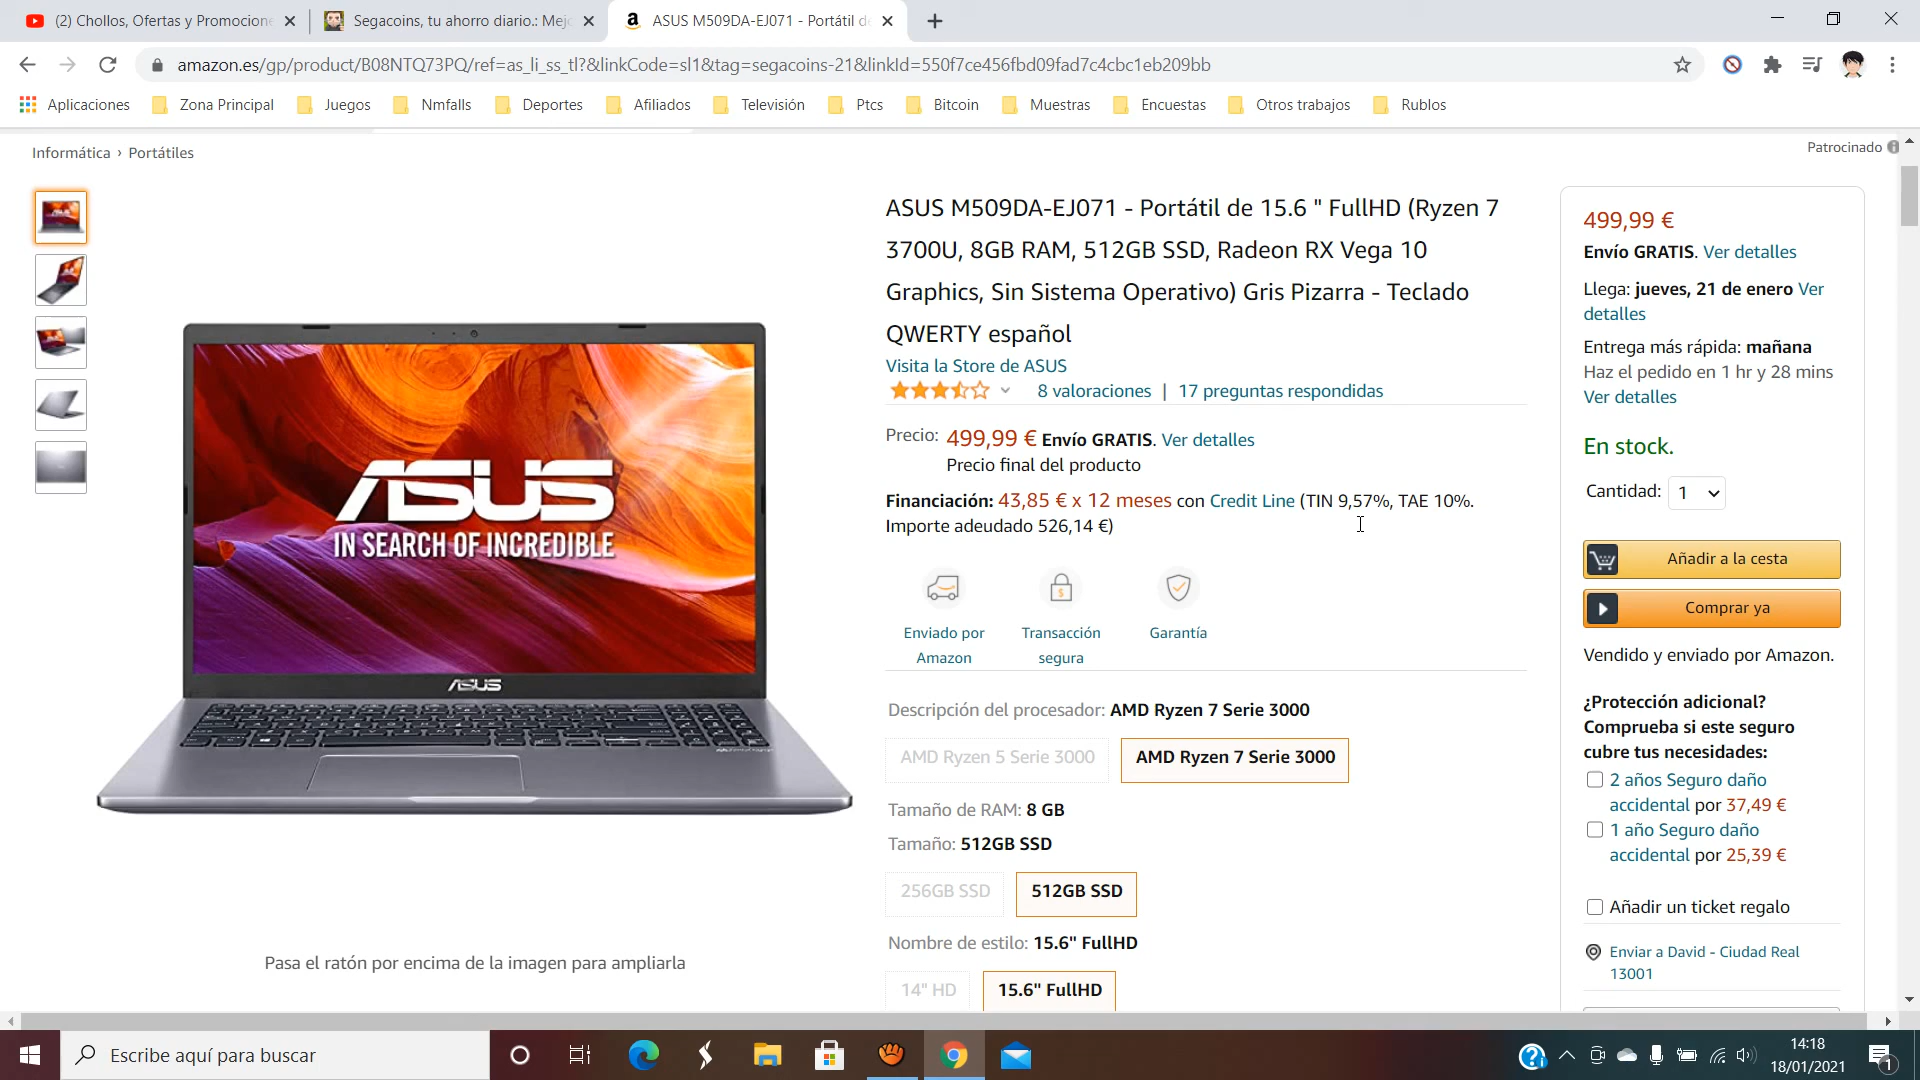 (2) Chollos, Ofertas y Promocione
Segacoins, tu ahorro diario.: Mej
ASUS M509DA-EJ071 - Portátil d
amazon.es/gp/product/B08NTQ73PQ/ref=as_li_ss_tl?&linkCode=sl1&tag=segacoins-21&linkId=550f7ce456fbd09fad7c4cbc1eb209bb
Aplicaciones Zona Principal Juegos Nmfalls Deportes Afiliados Televisión Ptcs Bitcoin Muestras Encuestas Otros trabajos Rublos
Informática › Portátiles
Patrocinado
ASUS M509DA-EJ071 - Portátil de 15.6 " FullHD (Ryzen 7
3700U, 8GB RAM, 512GB SSD, Radeon RX Vega 10
Graphics, Sin Sistema Operativo) Gris Pizarra - Teclado
QWERTY español
Visita la Store de ASUS
8 valoraciones | 17 preguntas respondidas
Precio: 499,99 € Envío GRATIS. Ver detalles
Precio final del producto
Financiación: 43,85 € x 12 meses con Credit Line (TIN 9,57%, TAE 10%.
Importe adeudado 526,14 €)
Enviado por
Amazon
Transacción
segura
Garantía
Descripción del procesador: AMD Ryzen 7 Serie 3000
AMD Ryzen 5 Serie 3000
AMD Ryzen 7 Serie 3000
Tamaño de RAM: 8 GB
Tamaño: 512GB SSD
256GB SSD
512GB SSD
Nombre de estilo: 15.6" FullHD
14" HD
15.6" FullHD
ASUS
IN SEARCH OF INCREDIBLE
ASUS
Pasa el ratón por encima de la imagen para ampliarla
499,99 €
Envío GRATIS. Ver detalles
Llega: jueves, 21 de enero Ver
detalles
Entrega más rápida: mañana
Haz el pedido en 1 hr y 28 mins
Ver detalles
En stock.
Cantidad: 1
Añadir a la cesta
Comprar ya
Vendido y enviado por Amazon.
¿Protección adicional?
Comprueba si este seguro
cubre tus necesidades:
2 años Seguro daño
accidental por 37,49 €
1 año Seguro daño
accidental por 25,39 €
Añadir un ticket regalo
Enviar a David - Ciudad Real
13001
Escribe aquí para buscar
14:18
18/01/2021
1